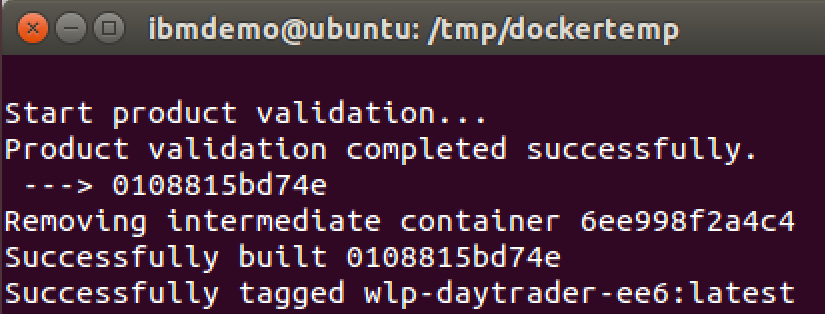 ibmdemo@ubuntu: /tmp/dockertemp
Start product validation...
Product validation completed successfully.
 ---> 0108815bd74e
Removing intermediate container 6ee998f2a4c4
Successfully built 0108815bd74e
Successfully tagged wlp-daytrader-ee6:latest